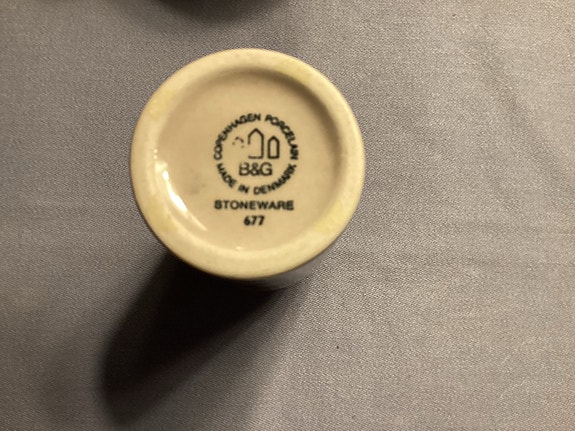 COPENHAGEN PORCELAIN
B&G
MADE IN DENMARK
STONEWARE
677